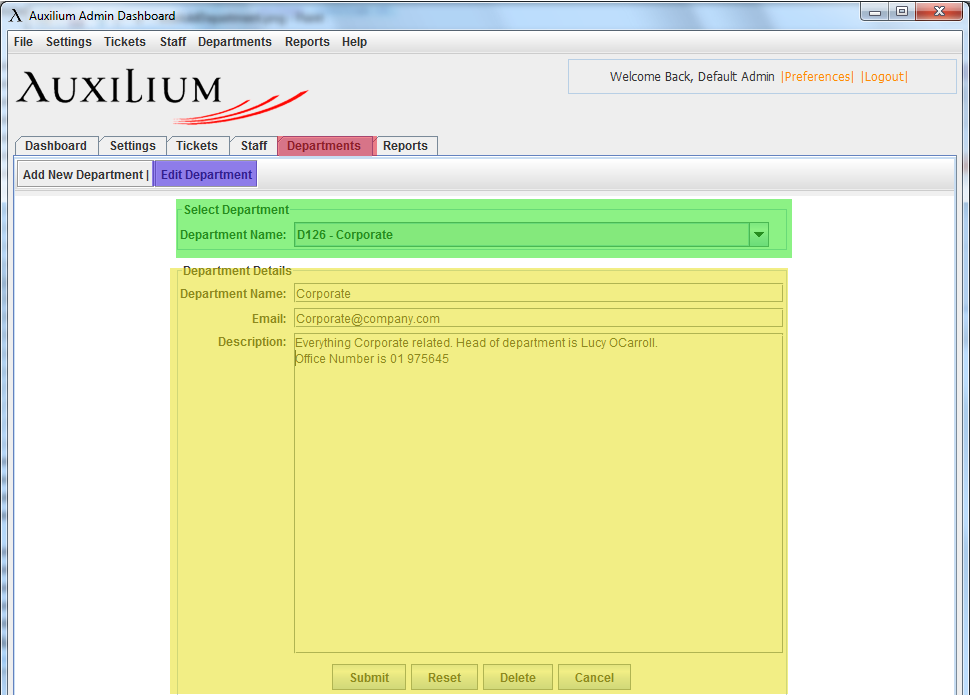 Auxilium Admin Dashboard
File Settings Tickets Staff Departments Reports Help
AUXILIUM
Welcome Back, Default Admin |Preferences| |Logout|
Dashboard Settings Tickets Staff Departments Reports
Add New Department | Edit Department
Select Department
Department Name: D126 - Corporate
Department Details
Department Name: Corporate
Email: Corporate@company.com
Description: Everything Corporate related. Head of department is Lucy OCarroll.
Office Number is 01 975645
Submit Reset Delete Cancel